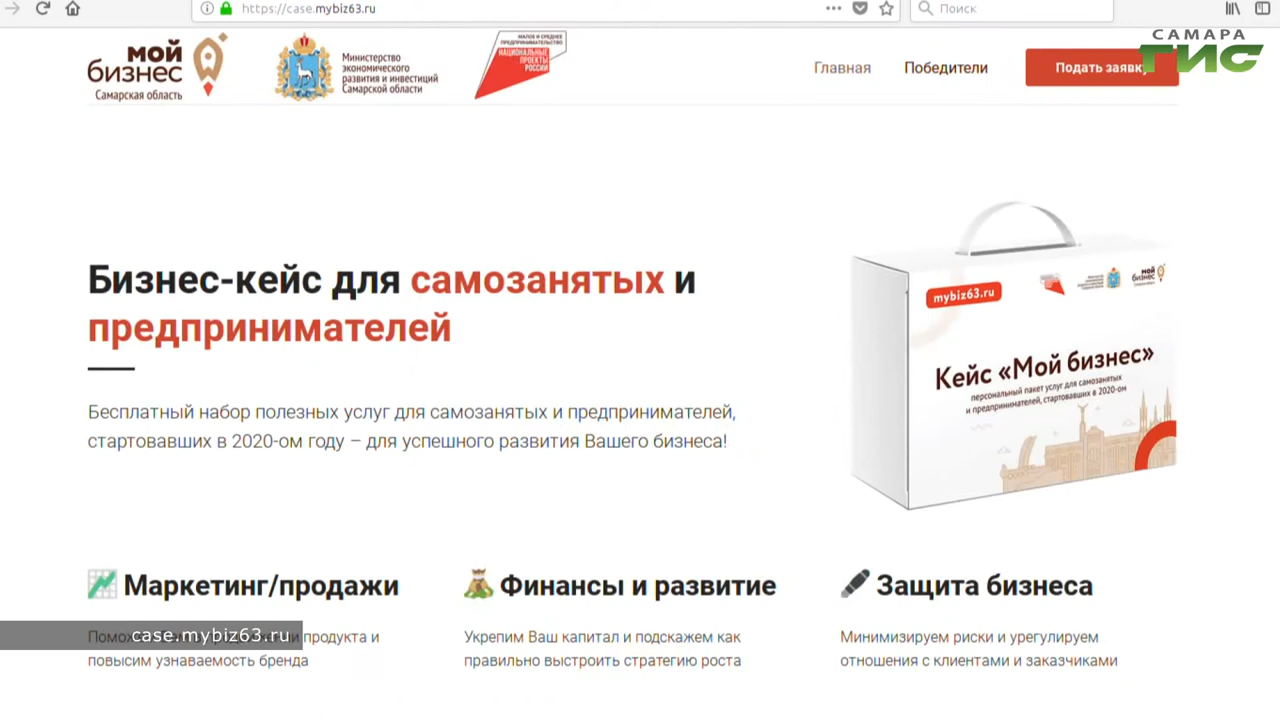 https://case.mybiz63.ru
Поиск
САМАРА
ГИС
мой
бизнес
Самарская область
Министерство
экономического
развития и инвестиций
Самарской области
МАЛОЕ И СРЕДНЕЕ
ПРЕДПРИНИМАТЕЛЬСТВО
НАЦИОНАЛЬНЫЕ
ПРОЕКТЫ
РОССИИ
Главная
Победители
Подать заявку
Бизнес-кейс для самозанятых и
предпринимателей
Бесплатный набор полезных услуг для самозанятых и предпринимателей,
стартовавших в 2020-ом году – для успешного развития Вашего бизнеса!
mybiz63.ru
мой
бизнес
Кейс «Мой бизнес»
персональный пакет услуг для самозанятых
и предпринимателей, стартовавших в 2020-ом
Маркетинг/продажи
продукта и
повысим узнаваемость бренда
Финансы и развитие
Укрепим Ваш капитал и подскажем как
правильно выстроить стратегию роста
Защита бизнеса
Минимизируем риски и урегулируем
отношения с клиентами и заказчиками
case.mybiz63.ru